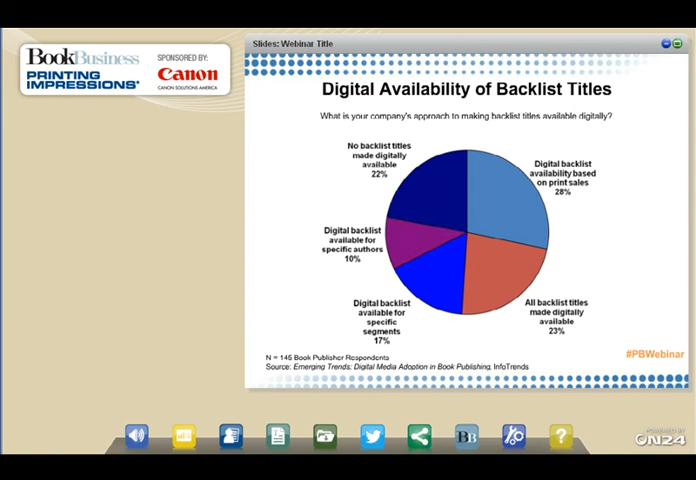 BookBusiness
PRINTING
IMPRESSIONS
SPONSORED BY:
Canon
CANON SOLUTIONS AMERICA
Slides: Webinar Title
Digital Availability of Backlist Titles
What is your company's approach to making backlist titles available digitally?
No backlist titles
made digitally
available
22%
Digital backlist
availability based
on print sales
28%
Digital backlist
available for
specific authors
10%
Digital backlist
available for
specific
segments
17%
All backlist titles
made digitally
available
23%
#PBWebinar
N = 145 Book Publisher Respondents
Source: Emerging Trends: Digital Media Adoption in Book Publishing, InfoTrends
BB
?
POWERED BY
ON24